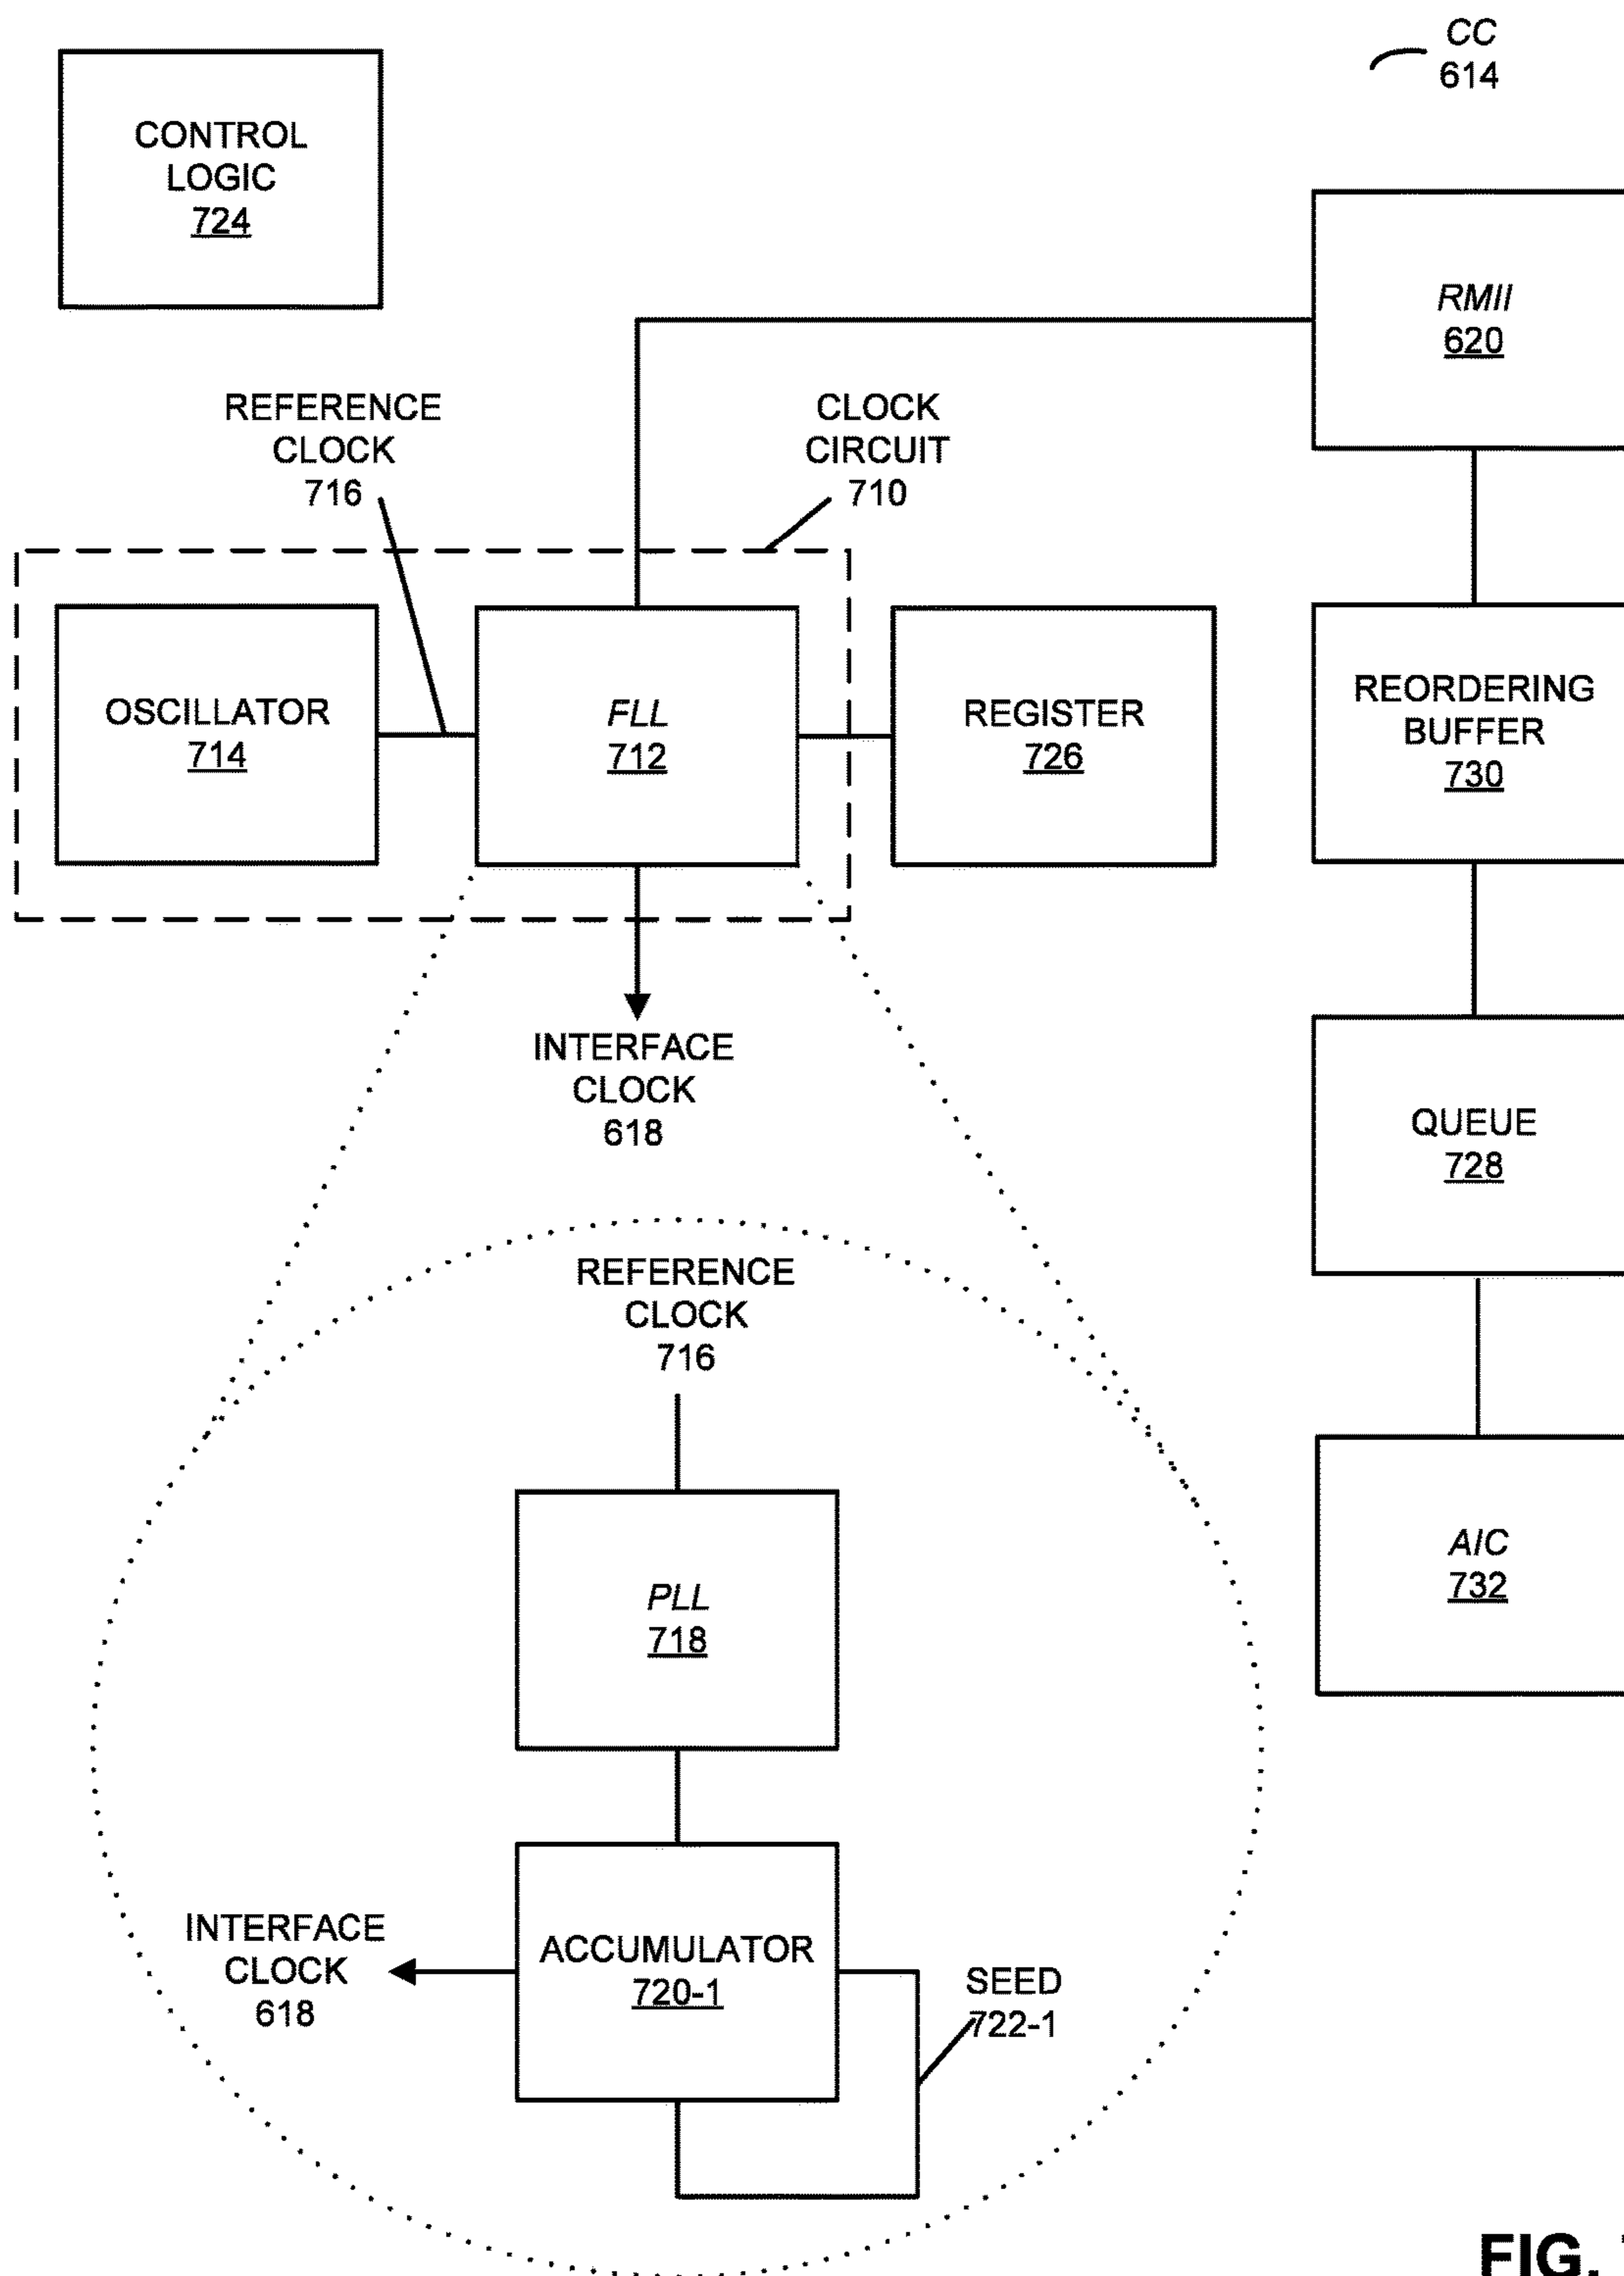 CC
614
CONTROL
LOGIC
724
RMII
620
REFERENCE
CLOCK
716
CLOCK
CIRCUIT
710
OSCILLATOR
714
FLL
712
REGISTER
726
REORDERING
BUFFER
730
INTERFACE
CLOCK
618
QUEUE
728
REFERENCE
CLOCK
716
PLL
718
AIC
732
INTERFACE
CLOCK
618
ACCUMULATOR
720-1
SEED
722-1
FIG.